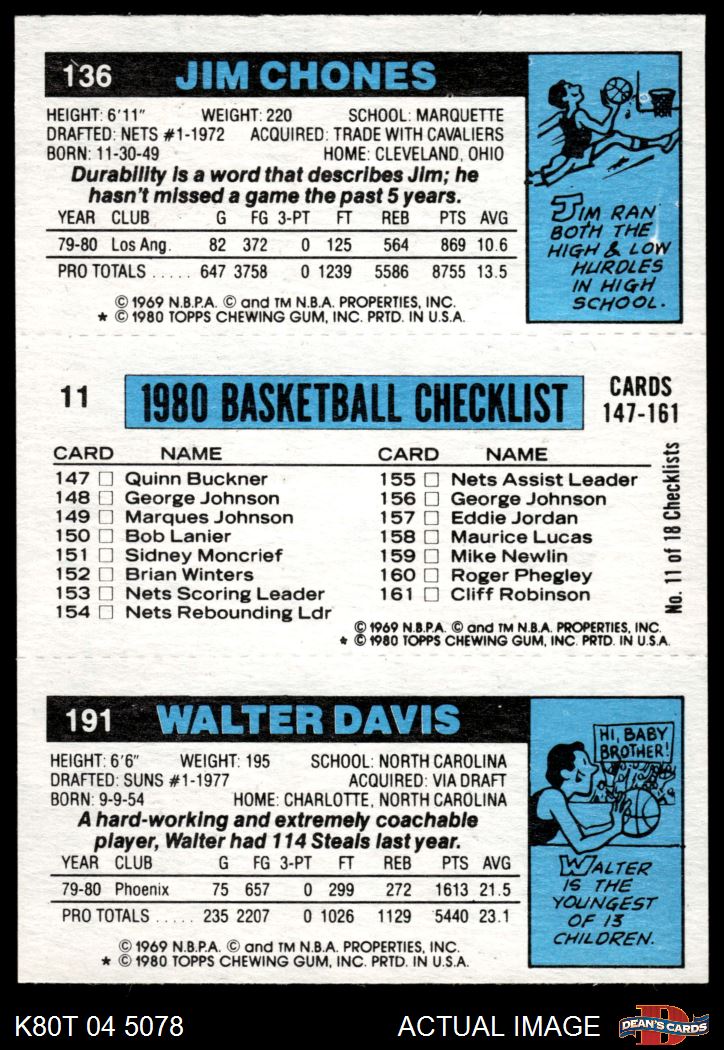 136 JIM CHONES
HEIGHT: 6'11" WEIGHT: 220 SCHOOL: MARQUETTE
DRAFTED: NETS #1-1972 ACQUIRED: TRADE WITH CAVALIERS
BORN: 11-30-49 HOME: CLEVELAND, OHIO
Durability is a word that describes Jim; he
hasn't missed a game the past 5 years.
YEAR CLUB G FG 3-PT FT REB PTS AVG
79-80 Los Ang. 82 372 0 125 564 869 10.6
PRO TOTALS ..... 647 3758 0 1239 5586 8755 13.5
© 1969 N.B.P.A. © and TM N.B.A. PROPERTIES, INC.
* © 1980 TOPPS CHEWING GUM, INC. PRTD. IN U.S.A.
JIM RAN
BOTH THE
HIGH & LOW
HURDLES
IN HIGH
SCHOOL.
11 1980 BASKETBALL CHECKLIST CARDS
147-161
CARD NAME
147 □ Quinn Buckner
148 □ George Johnson
149 □ Marques Johnson
150 □ Bob Lanier
151 □ Sidney Moncrief
152 □ Brian Winters
153 □ Nets Scoring Leader
154 □ Nets Rebounding Ldr
CARD NAME
155 □ Nets Assist Leader
156 □ George Johnson
157 □ Eddie Jordan
158 □ Maurice Lucas
159 □ Mike Newlin
160 □ Roger Phegley
161 □ Cliff Robinson
No. 11 of 18 Checklists
© 1969 N.B.P.A. © and TM N.B.A. PROPERTIES, INC.
* © 1980 TOPPS CHEWING GUM, INC. PRTD. IN U.S.A.
191 WALTER DAVIS
HEIGHT: 6'6" WEIGHT: 195 SCHOOL: NORTH CAROLINA
DRAFTED: SUNS #1-1977 ACQUIRED: VIA DRAFT
BORN: 9-9-54 HOME: CHARLOTTE, NORTH CAROLINA
A hard-working and extremely coachable
player, Walter had 114 Steals last year.
YEAR CLUB G FG 3-PT FT REB PTS AVG
79-80 Phoenix 75 657 0 299 272 1613 21.5
PRO TOTALS ..... 235 2207 0 1026 1129 5440 23.1
© 1969 N.B.P.A. © and TM N.B.A. PROPERTIES, INC.
* © 1980 TOPPS CHEWING GUM, INC. PRTD. IN U.S.A.
HI, BABY
BROTHER!
WALTER
IS THE
YOUNGEST
OF 13
CHILDREN.
K80T 04 5078 ACTUAL IMAGE D
DEAN'S CARDS